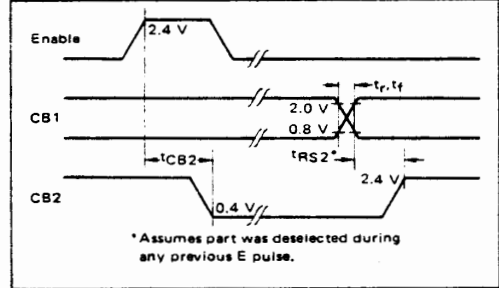 Enable
2.4 V
tr, tf
2.0 V
CB1
0.8 V
tCB2
tRS2*
2.4 V
CB2
0.4 V
*Assumes part was deselected during
any previous E pulse.